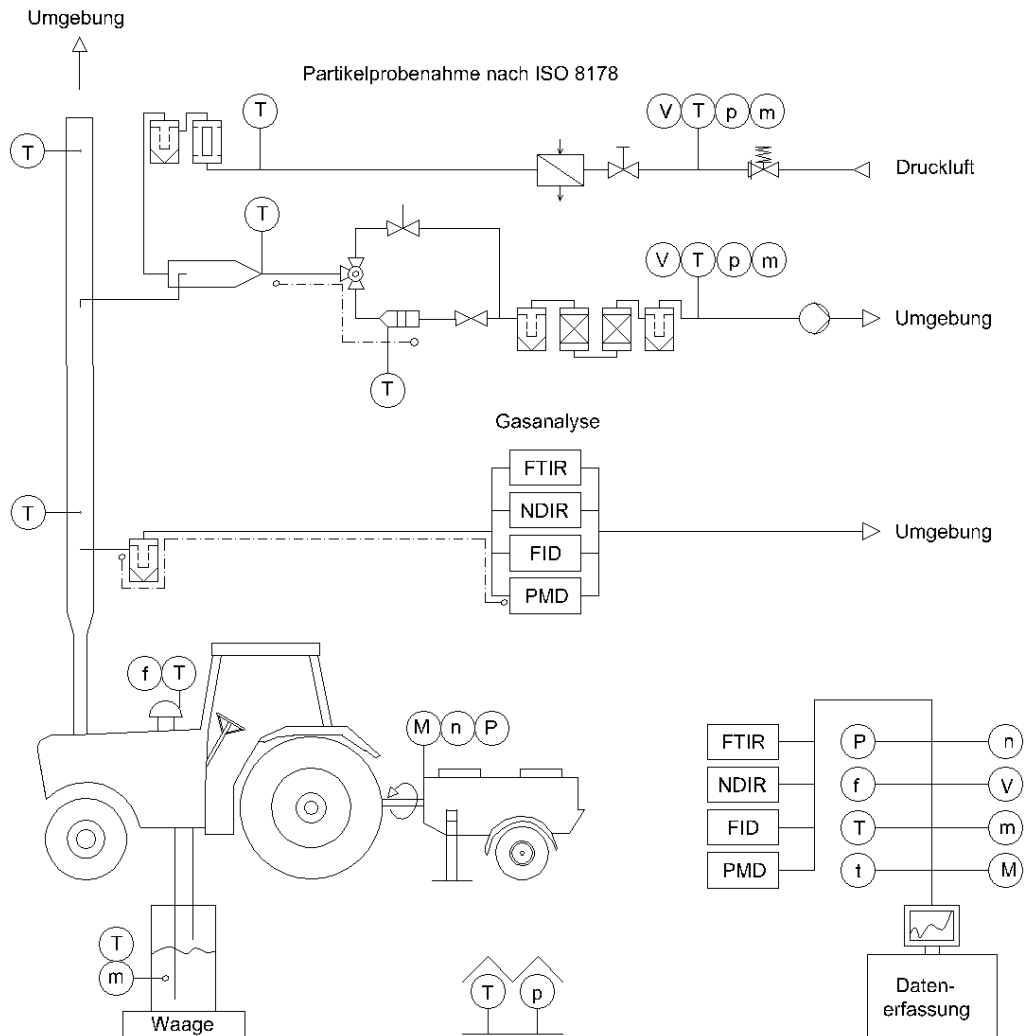 Umgebung
Partikelprobenahme nach ISO 8178
T
T
V T p m
Druckluft
T
V T p m
Umgebung
T
Gasanalyse
FTIR
T
NDIR
Umgebung
FID
PMD
f T
M n P
FTIR P n
NDIR f V
FID T m
PMD t M
T
m
Waage
T p
Daten-
erfassung